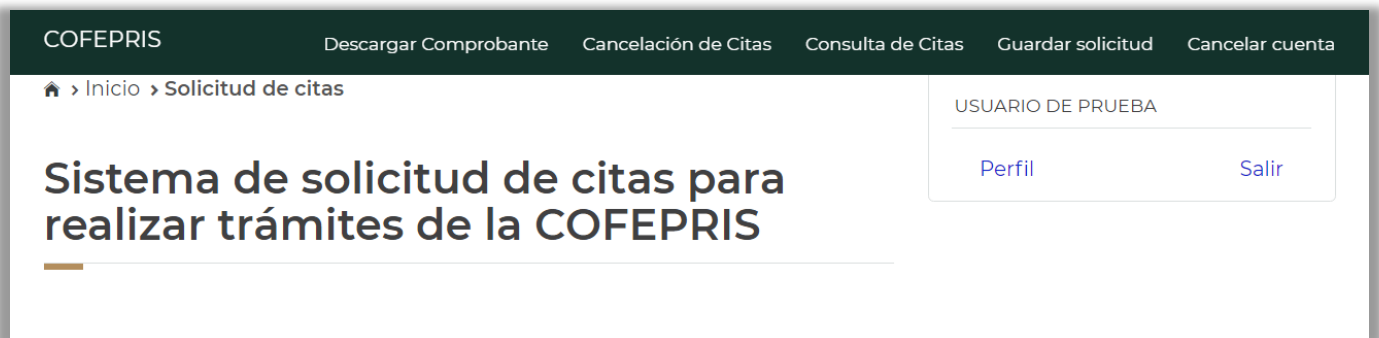 COFEPRIS Descargar Comprobante Cancelación de Citas Consulta de Citas Guardar solicitud Cancelar cuenta
> Inicio > Solicitud de citas
USUARIO DE PRUEBA
Perfil Salir
Sistema de solicitud de citas para
realizar trámites de la COFEPRIS